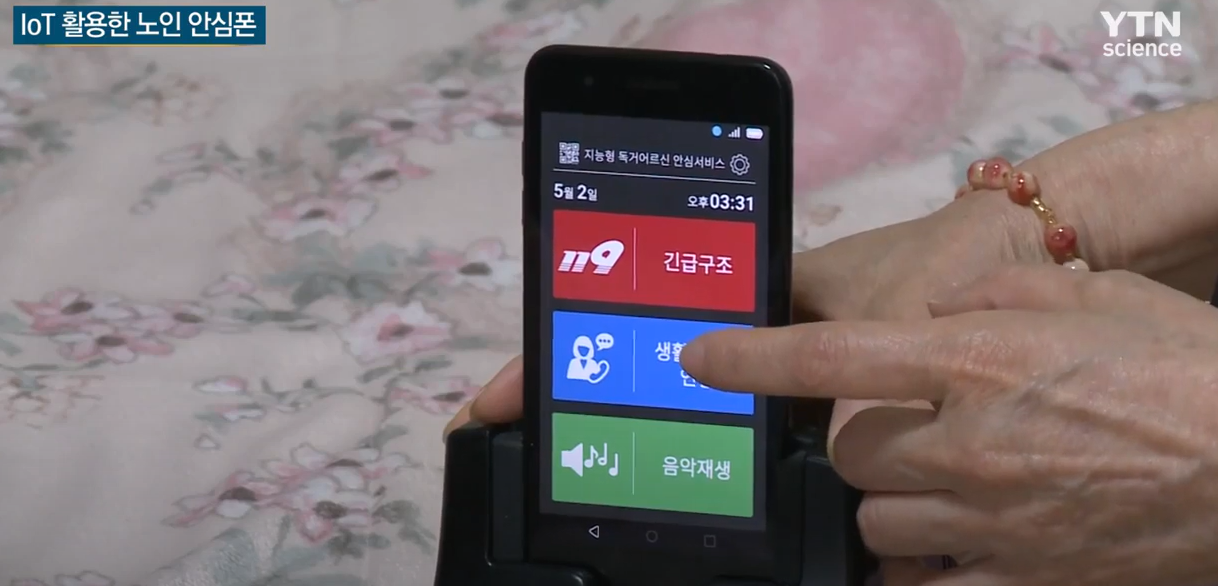 IoT 활용한 노인 안심폰
YTN
science
지능형 독거어르신 안심서비스
5월 2일
오후 03:31
119
긴급구조
음악재생